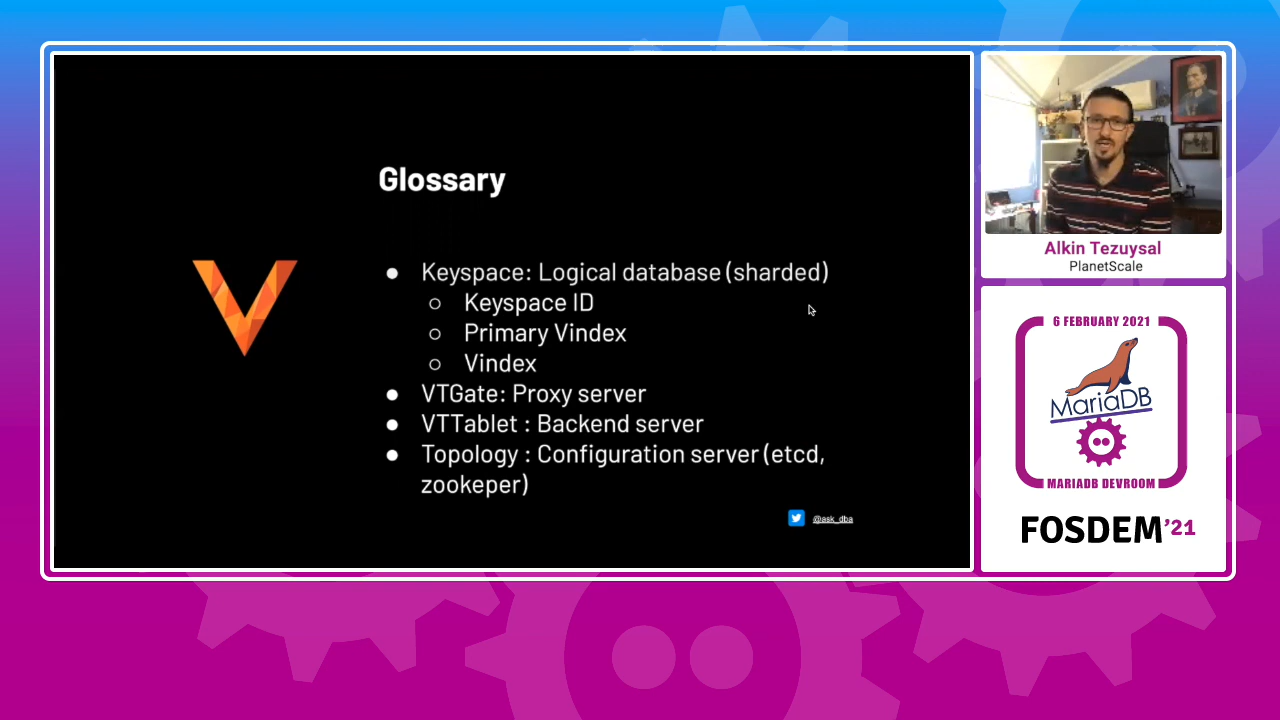 Glossary
● Keyspace: Logical database (sharded)
○ Keyspace ID
○ Primary Vindex
○ Vindex
● VTGate: Proxy server
● VTTablet : Backend server
● Topology : Configuration server (etcd,
zookeper)
@ask_dba
Alkin Tezuysal
PlanetScale
6 FEBRUARY 2021
MariaDB
MARIADB DEVROOM
FOSDEM'21